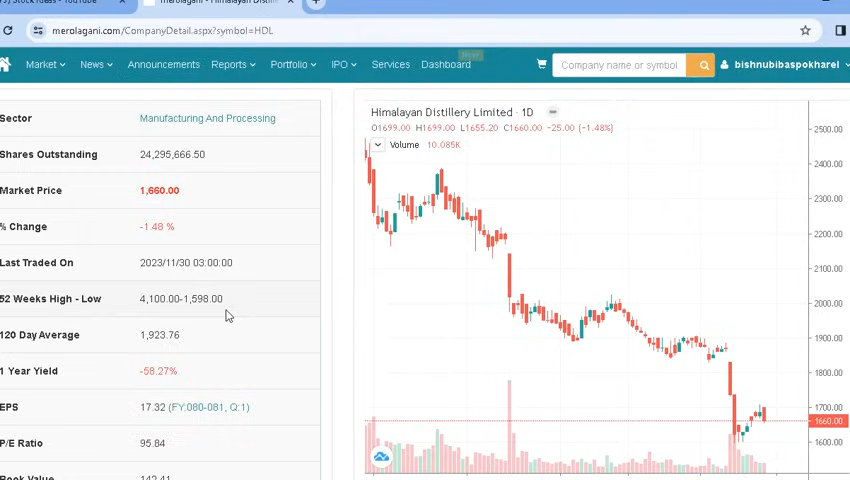 Stock Ideas - YouTube
merolagani.com/CompanyDetail.aspx?symbol=HDL
Market News Announcements Reports Portfolio IPO Services Dashboard
Company name or symbol
bishnubibaspokharel
Sector Manufacturing And Processing
Shares Outstanding 24,295,666.50
Market Price 1,660.00
% Change -1.48 %
Last Traded On 2023/11/30 03:00:00
52 Weeks High - Low 4,100.00-1,598.00
120 Day Average 1,923.76
1 Year Yield -58.27%
EPS 17.32 (FY:080-081, Q:1)
P/E Ratio 95.84
Book Value 142.41
Himalayan Distillery Limited · 1D
O1699.00 H1699.00 L1655.20 C1660.00 -25.00 (-1.48%)
Volume 10.085K
2500.00
2400.00
2300.00
2200.00
2100.00
2000.00
1900.00
1800.00
1700.00
1660.00
1600.00